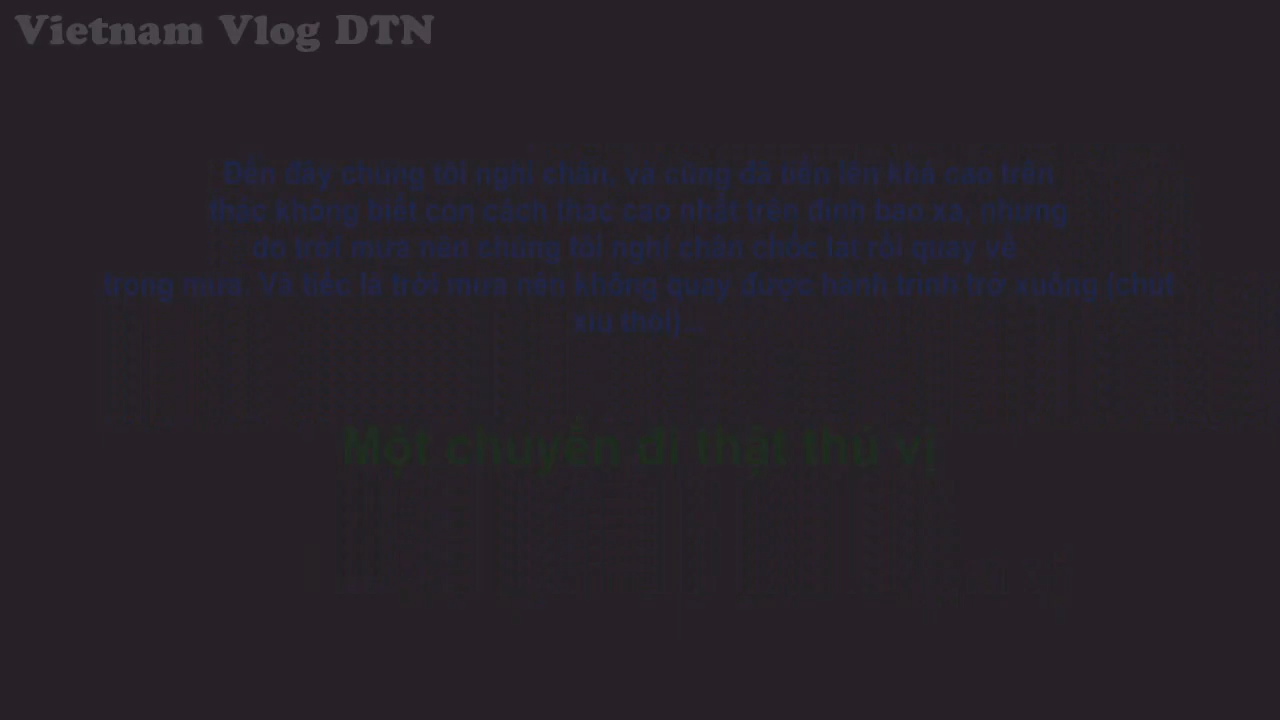 Vietnam Vlog DTN
Đến đây chúng tôi nghỉ chân, và cũng đã tiến lên khá cao trên
thác không biết còn cách thác cao nhất trên đỉnh bao xa, nhưng
do trời mưa nên chúng tôi nghỉ chân chốc lát rồi quay về
trong mưa. Và tiếc là trời mưa nên không quay được hành trình trở xuống (chút
xíu thôi)...
Một chuyến đi thật thú vị